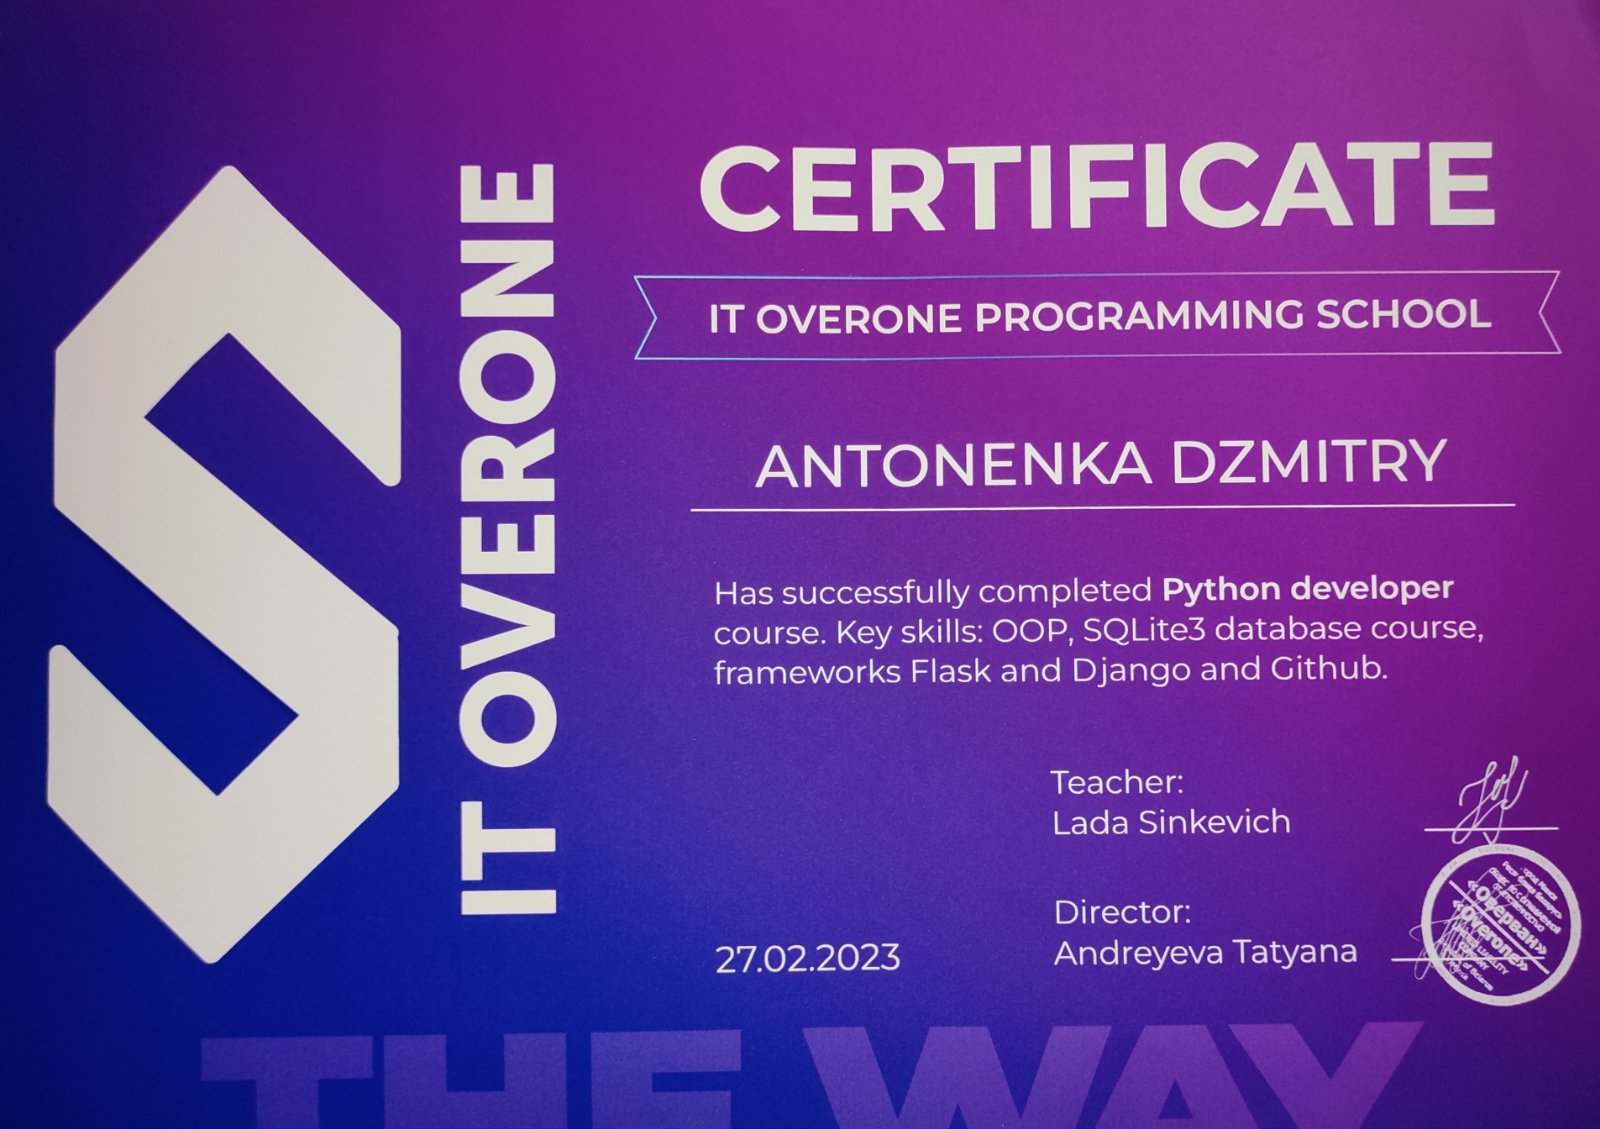 IT OVERONE
CERTIFICATE
IT OVERONE PROGRAMMING SCHOOL
ANTONENKA DZMITRY
Has successfully completed Python developer
course. Key skills: OOP, SQLite3 database course,
frameworks Flask and Django and Github.
Teacher:
Lada Sinkevich
Director:
Andreyeva Tatyana
27.02.2023
«Оверван»
«Overone»
THE WAY